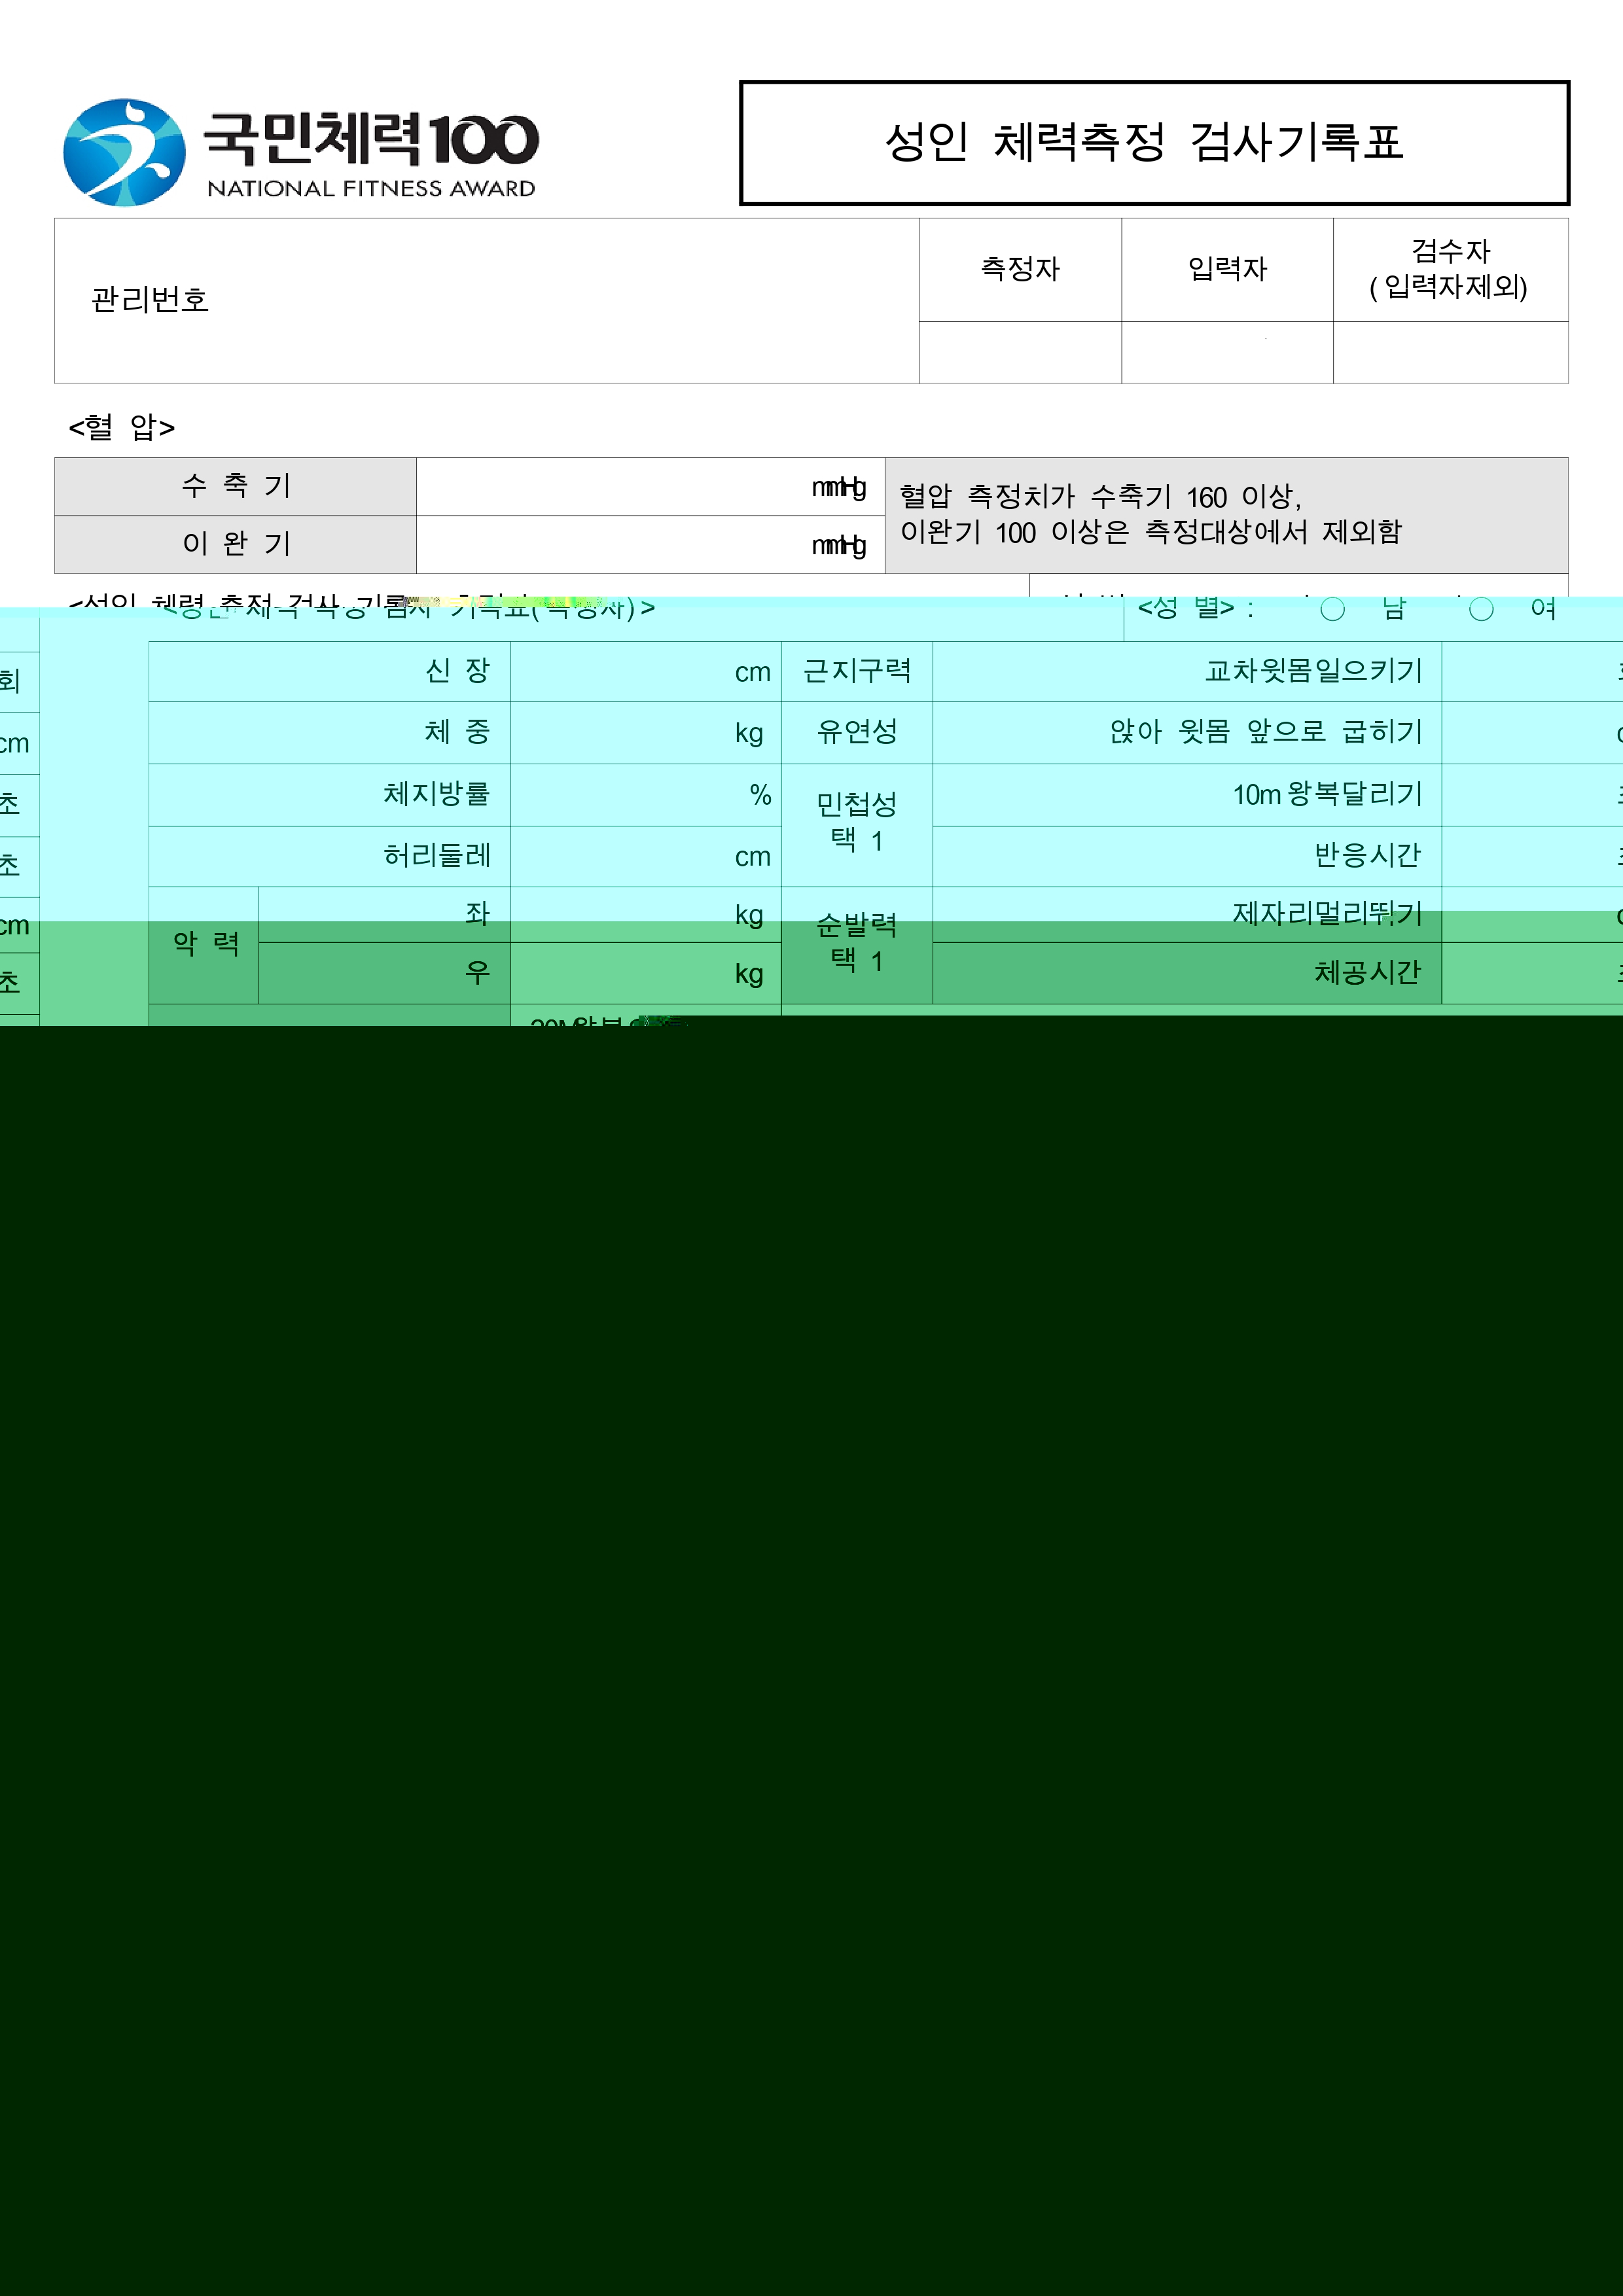 국민체력100
NATIONAL FITNESS AWARD
성인 체력측정 검사기록표
관리번호
측정자
입력자
검수자
(입력자제외)
<혈 압>
수 축 기
mmHg
이 완 기
mmHg
혈압 측정치가 수축기 160 이상,
이완기 100 이상은 측정대상에서 제외함
<성 별> : ○ 남 ○ 여
회
신 장
cm
근지구력
교차윗몸일으키기
cm
체 중
kg
유연성
앉아 윗몸 앞으로 굽히기
초
체지방률
%
민첩성
택 1
10m왕복달리기
초
허리둘레
cm
반응시간
cm
악 력
좌
kg
순발력
택 1
제자리멀리뛰기
초
우
kg
체공시간